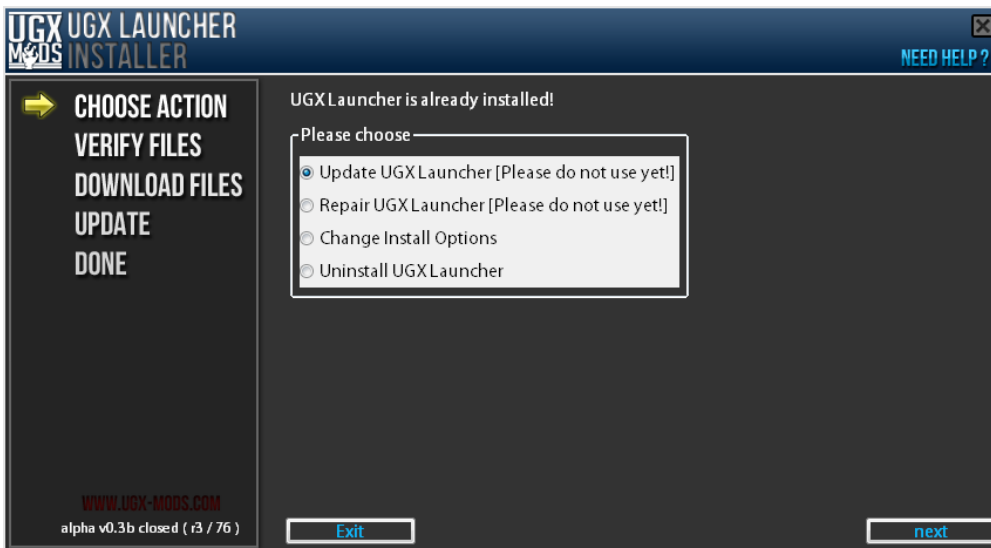 UGX MODS
UGX LAUNCHER
INSTALLER
NEED HELP?
CHOOSE ACTION
VERIFY FILES
DOWNLOAD FILES
UPDATE
DONE
WWW.UGX-MODS.COM
alpha v0.3b closed ( r3 / 76 )
UGX Launcher is already installed!
Please choose
Update UGX Launcher [Please do not use yet!]
Repair UGX Launcher [Please do not use yet!]
Change Install Options
Uninstall UGX Launcher
Exit
next